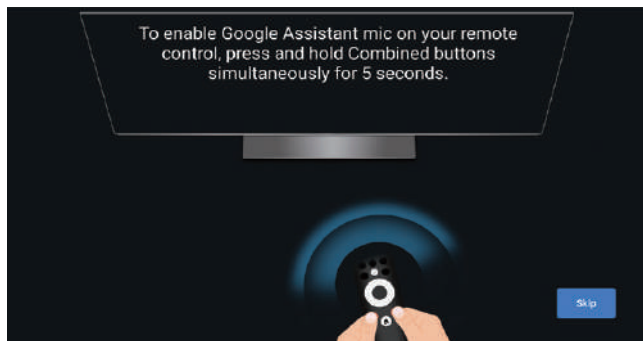 To enable Google Assistant mic on your remote
control, press and hold Combined buttons
simultaneously for 5 seconds.
Skip